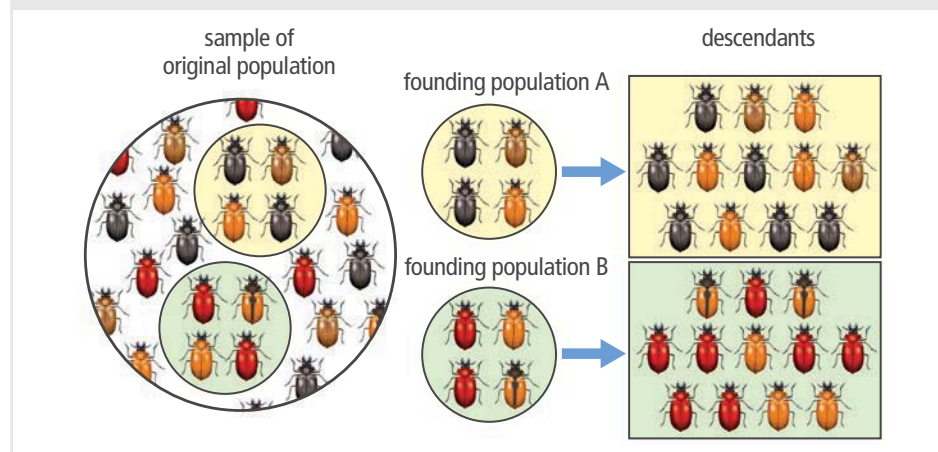 sample of
original population
founding population A
descendants
founding population B